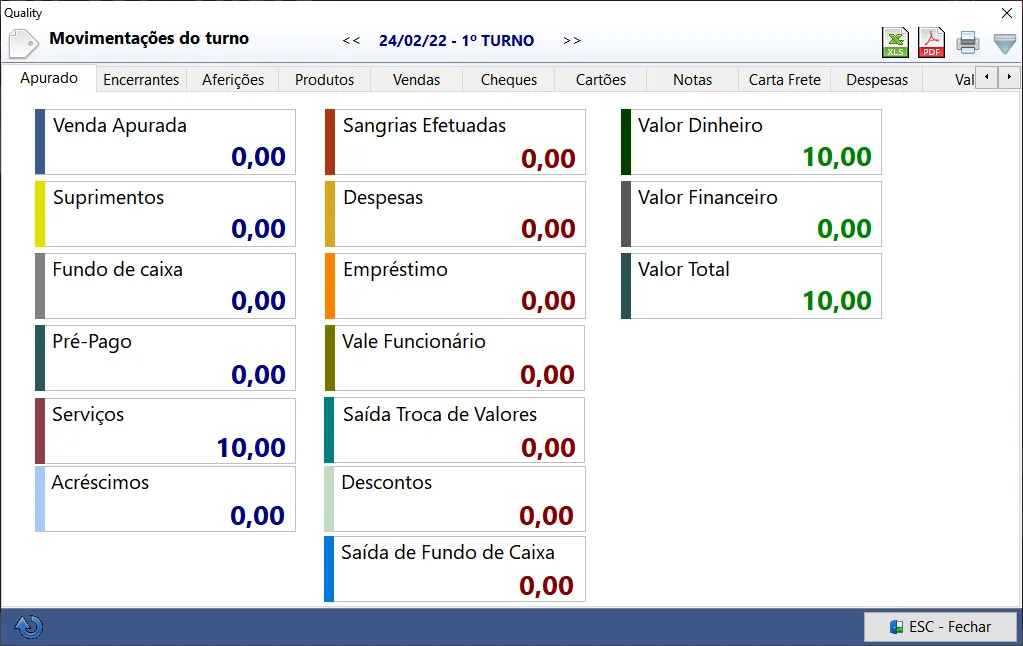 Quality
Movimentações do turno
<< 24/02/22 - 1º TURNO >>
XLS
PDF
Apurado Encerrantes Aferições Produtos Vendas Cheques Cartões Notas Carta Frete Despesas Val
Venda Apurada
0,00
Suprimentos
0,00
Fundo de caixa
0,00
Pré-Pago
0,00
Serviços
10,00
Acréscimos
0,00
Sangrias Efetuadas
0,00
Despesas
0,00
Empréstimo
0,00
Vale Funcionário
0,00
Saída Troca de Valores
0,00
Descontos
0,00
Saída de Fundo de Caixa
0,00
Valor Dinheiro
10,00
Valor Financeiro
0,00
Valor Total
10,00
ESC - Fechar